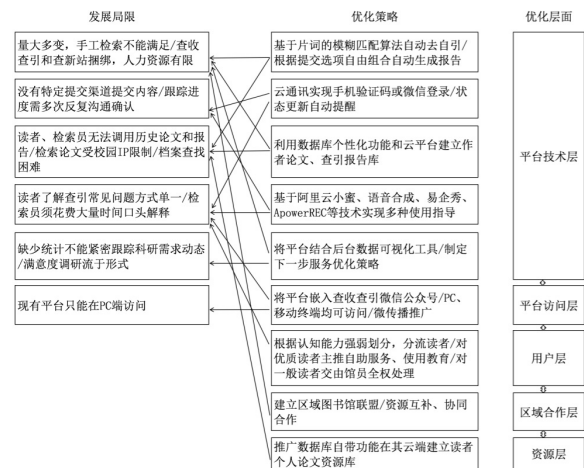 发展局限
优化策略
优化层面
量大多变，手工检索不能满足/查收
查引和查新站捆绑，人力资源有限
没有特定提交渠道提交内容/跟踪进
度需多次反复沟通确认
读者、检索员无法调用历史论文和报
告/检索论文受校园IP限制/档案查找
困难
读者了解查引常见问题方式单一/检
索员须花费大量时间口头解释
缺少统计不能紧密跟踪科研需求动态
/满意度调研流于形式
现有平台只能在PC端访问
基于片词的模糊匹配算法自动去自引/
根据提交选项自由组合自动生成报告
云通讯实现手机验证码或微信登录/状
态更新自动提醒
利用数据库个性化功能和云平台建立作
者论文、查引报告库
基于阿里云小蜜、语音合成、易企秀、
ApowerREC等技术实现多种使用指导
将平台结合后台数据可视化工具/制定
下一步服务优化策略
将平台嵌入查收查引微信公众号/PC、
移动终端均可访问/微传播推广
根据认知能力强弱划分，分流读者/对
优质读者主推自助服务、使用教育/对
一般读者交由馆员全权处理
建立区域图书馆联盟/资源互补、协同
合作
推广数据库自带功能在其云端建立读者
个人论文资源库
平台技术层
平台访问层
用户层
区域合作层
资源层